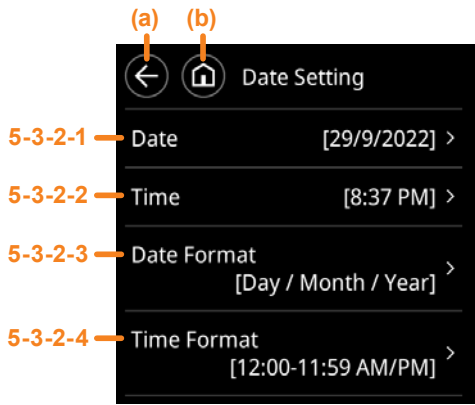 (a) (b)
Date Setting
5-3-2-1 Date [29/9/2022] >
5-3-2-2 Time [8:37 PM] >
5-3-2-3 Date Format
[Day / Month / Year] >
5-3-2-4 Time Format
[12:00-11:59 AM/PM] >